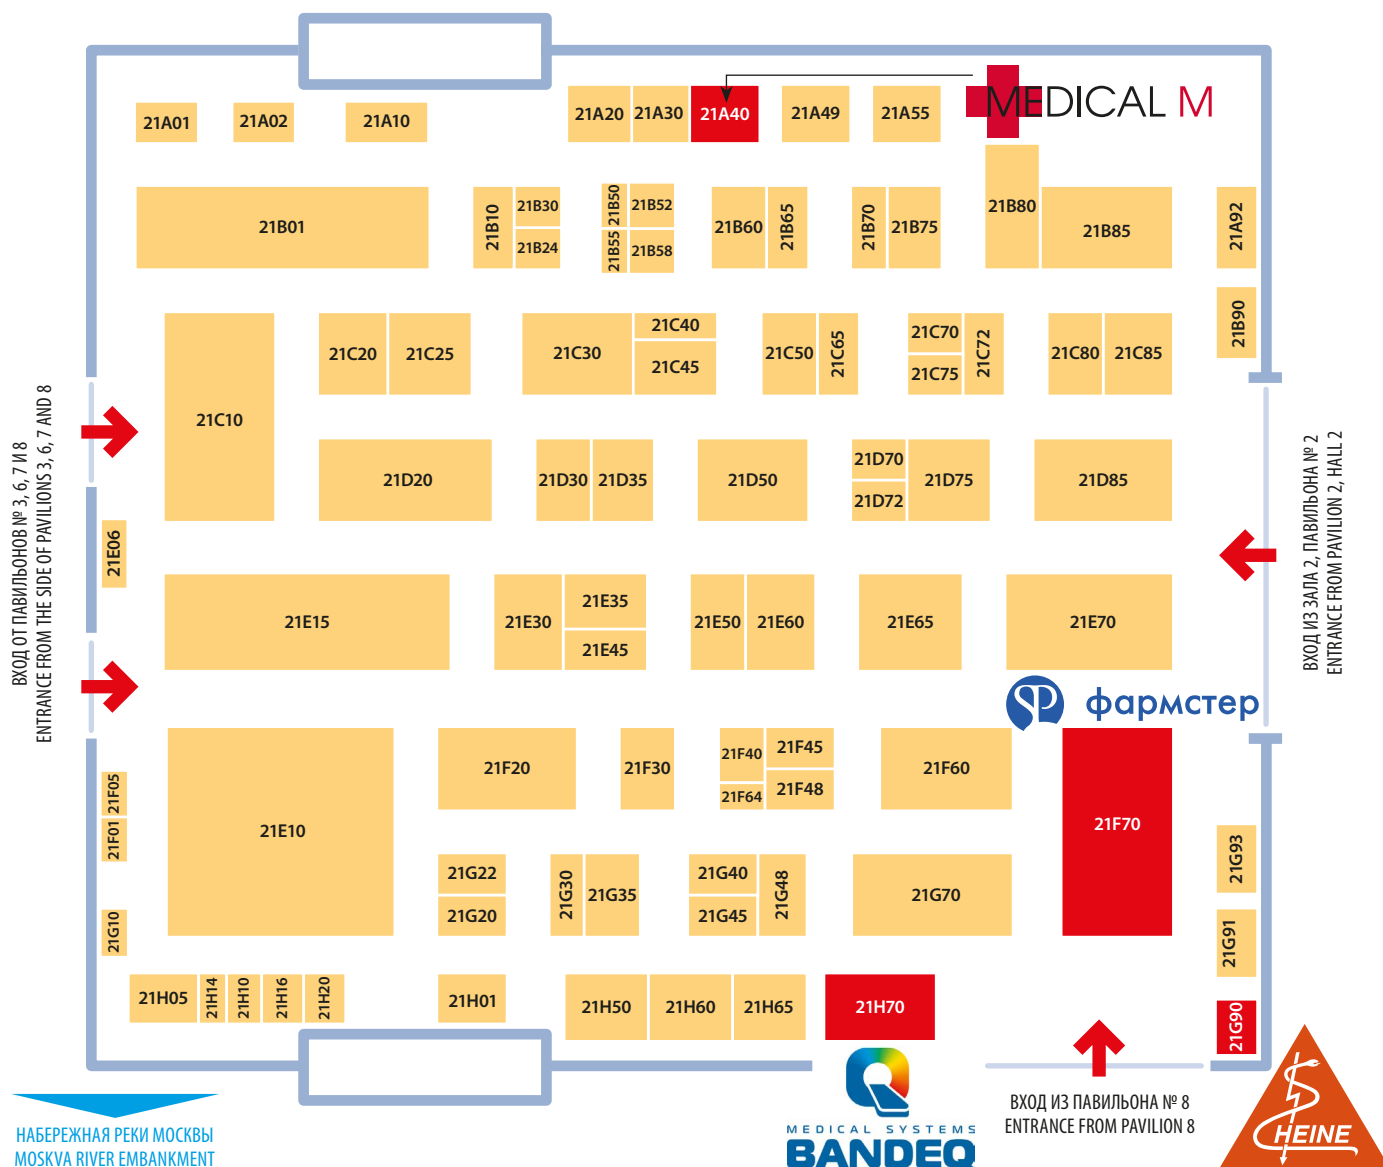 MEDICAL M
21A01
21A02
21A10
21A20
21A30
21A40
21A49
21A55
21B01
21B10
21B30
21B24
21B50
21B52
21B55
21B58
21B60
21B65
21B70
21B75
21B80
21B85
21A92
21B90
21C10
21C20
21C25
21C30
21C40
21C45
21C50
21C65
21C70
21C75
21C72
21C80
21C85
21D20
21D30
21D35
21D50
21D70
21D72
21D75
21D85
ВХОД ОТ ПАВИЛЬОНОВ № 3, 6, 7 И 8
ENTRANCE FROM THE SIDE OF PAVILIONS 3, 6, 7 AND 8
ВХОД ИЗ ЗАЛА 2, ПАВИЛЬОНА № 2
ENTRANCE FROM PAVILION 2, HALL 2
21E06
21E15
21E30
21E35
21E45
21E50
21E60
21E65
21E70
фармстер
21F05
21F01
21E10
21F20
21F30
21F40
21F64
21F45
21F48
21F60
21F70
21G10
21G22
21G20
21G30
21G35
21G40
21G45
21G48
21G70
21G93
21G91
21G90
21H05
21H14
21H10
21H16
21H20
21H01
21H50
21H60
21H65
21H70
НАБЕРЕЖНАЯ РЕКИ МОСКВЫ
MOSKVA RIVER EMBANKMENT
MEDICAL SYSTEMS
BANDEQ
ВХОД ИЗ ПАВИЛЬОНА № 8
ENTRANCE FROM PAVILION 8
HEINE